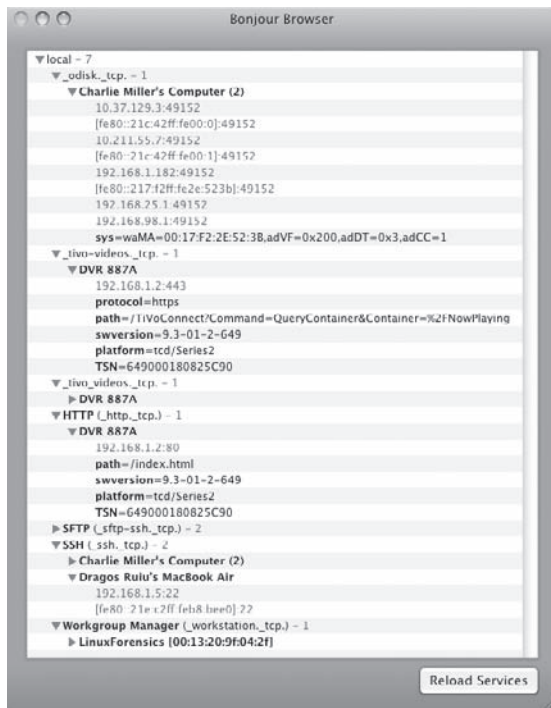 Bonjour Browser
local - 7
_odisk._tcp. - 1
Charlie Miller's Computer (2)
10.37.129.3:49152
[fe80::21c:42ff:fe00:0]:49152
10.211.55.7:49152
[fe80::21c:42ff:fe00:1]:49152
192.168.1.182:49152
[fe80::217:f2ff:fe2e:523b]:49152
192.168.25.1:49152
192.168.98.1:49152
sys=waMA=00:17:F2:2E:52:3B,adVF=0x200,adDT=0x3,adCC=1
_tivo-videos._tcp. - 1
DVR 887A
192.168.1.2:443
protocol=https
path=/TiVoConnect?Command=QueryContainer&Container=%2FNowPlaying
swversion=9.3-01-2-649
platform=tcd/Series2
TSN=649000180825C90
_tivo_videos._tcp. - 1
DVR 887A
HTTP (_http._tcp.) - 1
DVR 887A
192.168.1.2:80
path=/index.html
swversion=9.3-01-2-649
platform=tcd/Series2
TSN=649000180825C90
SFTP (_sftp-ssh._tcp.) - 2
SSH (_ssh._tcp.) - 2
Charlie Miller's Computer (2)
Dragos Ruiu's MacBook Air
192.168.1.5:22
[fe80::21e:c2ff:feb8:bee0]:22
Workgroup Manager (_workstation._tcp.) - 1
LinuxForensics [00:13:20:9f:04:2f]
Reload Services